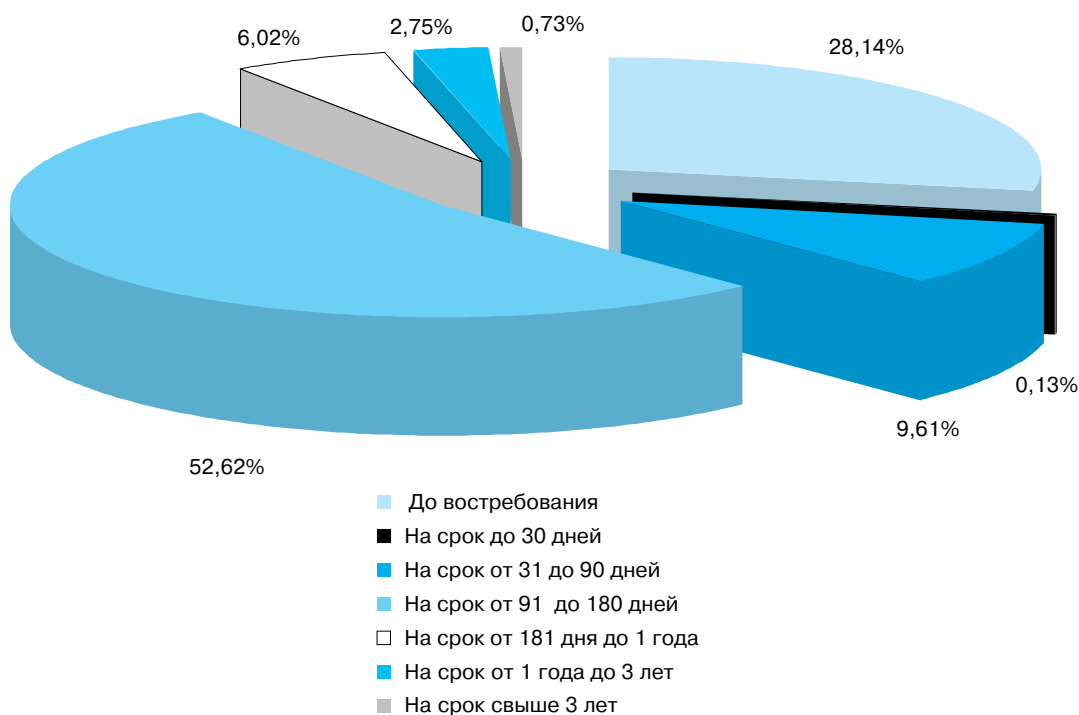 6,02%
2,75%
0,73%
28,14%
0,13%
9,61%
52,62%
До востребования
На срок до 30 дней
На срок от 31 до 90 дней
На срок от 91 до 180 дней
На срок от 181 дня до 1 года
На срок от 1 года до 3 лет
На срок свыше 3 лет